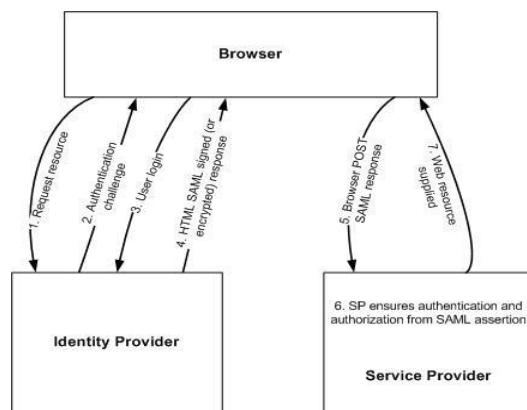 Browser
1. Request resource
2. Authentication
challenge
3. User login
4. HTML SAML signed (or
encrypted) response
5. Browser POST
SAML response
7. Web resource
supplied
Identity Provider
6. SP ensures authentication and
authorization from SAML assertion
Service Provider